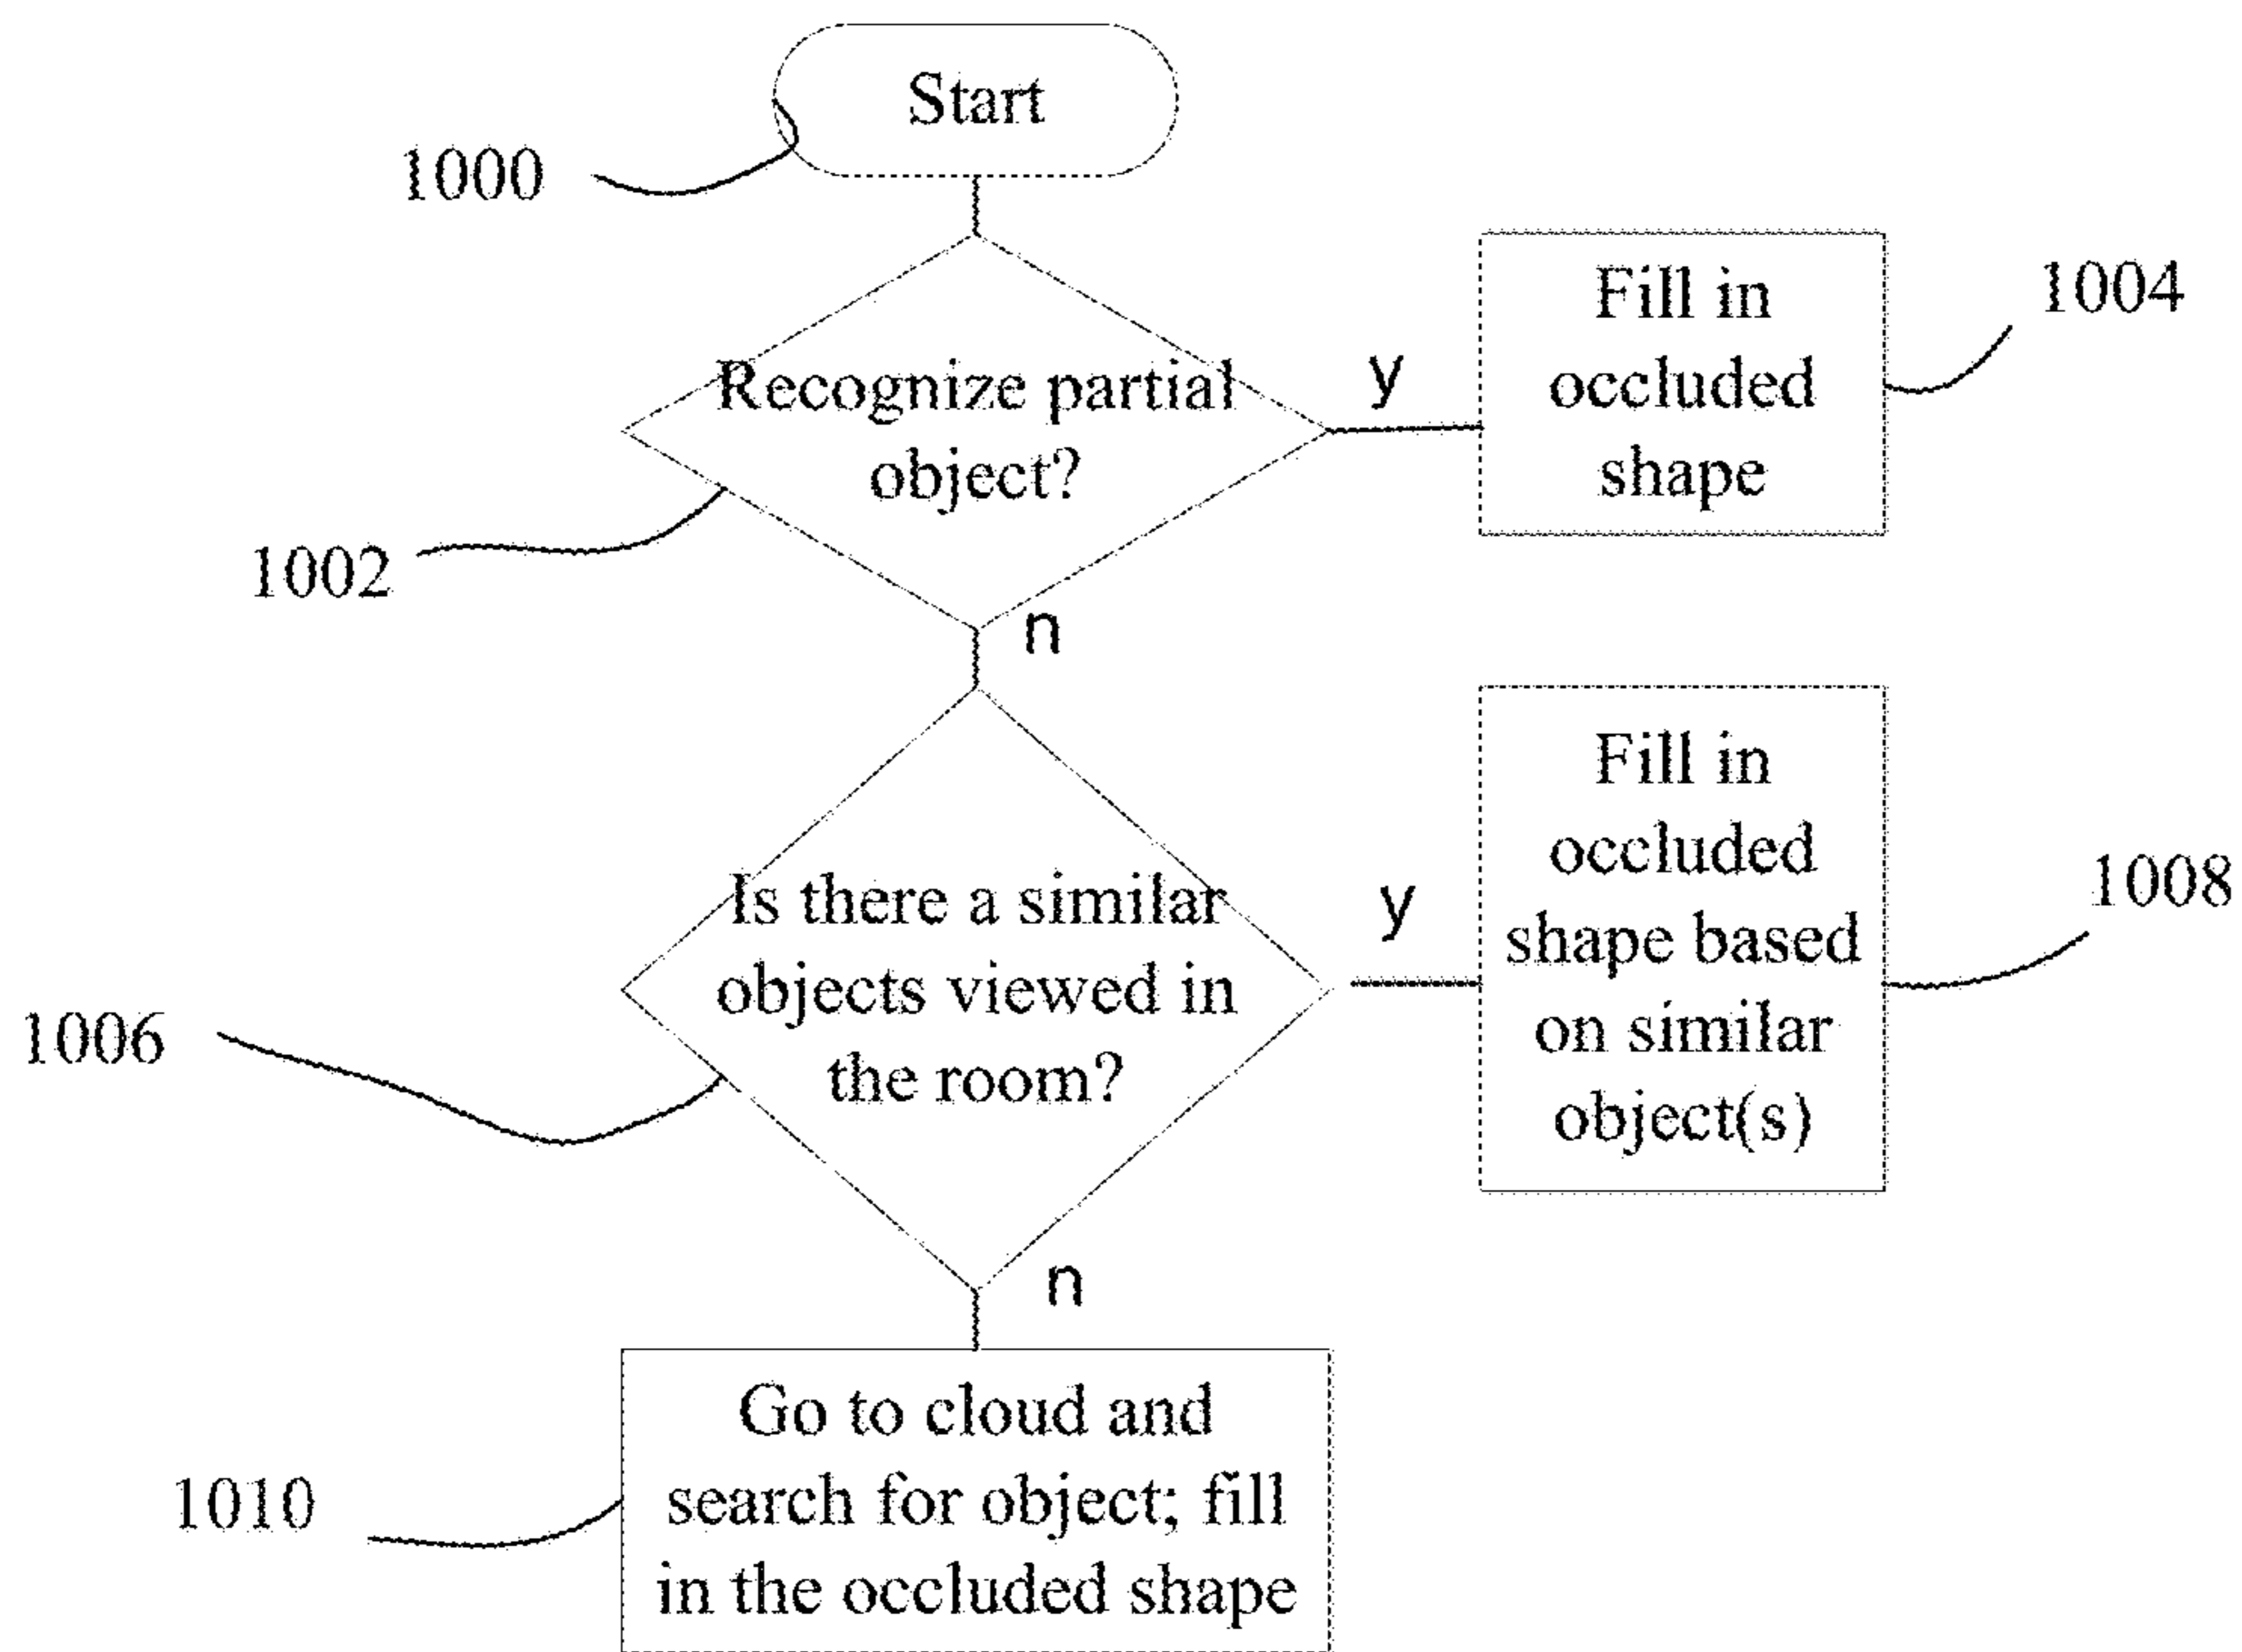 Start
1000
Recognize partial
object?
1002
y
Fill in
occluded
shape
1004
n
Is there a similar
objects viewed in
the room?
1006
y
Fill in
occluded
shape based
on similar
object(s)
1008
n
Go to cloud and
search for object; fill
in the occluded shape
1010